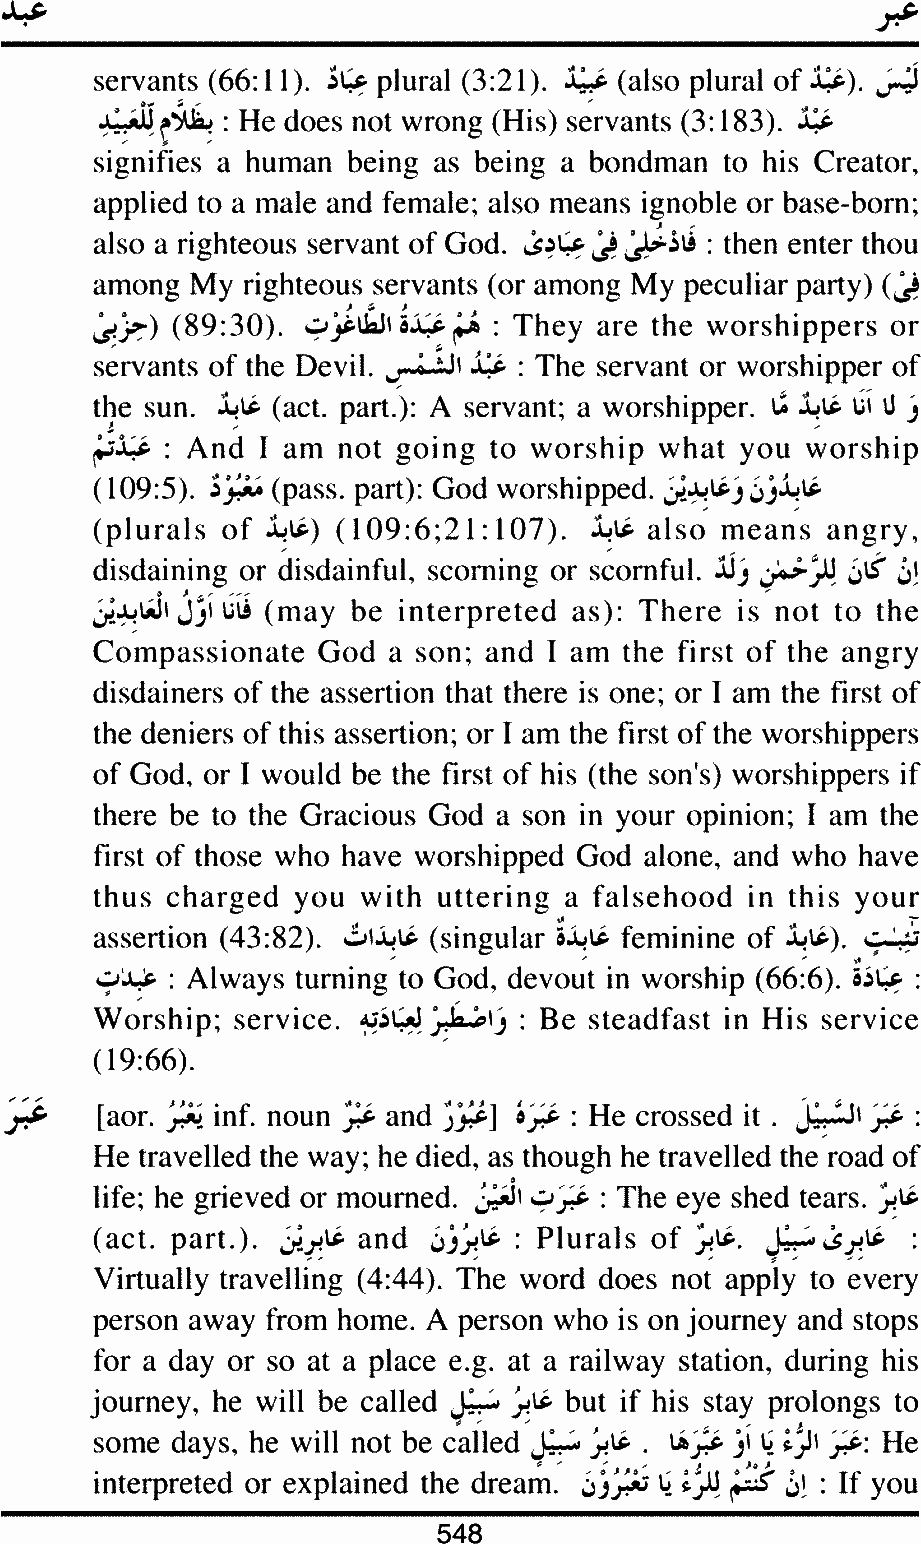 عبد عبر
servants (66:11). عِبَادٌ plural (3:21). عَبِيْدٌ (also plural of عَبْدٌ). لَيْسَ
بِظَلَّامٍ لِّلْعَبِيْدِ : He does not wrong (His) servants (3:183). عَبْدٌ
signifies a human being as being a bondman to his Creator,
applied to a male and female; also means ignoble or base-born;
also a righteous servant of God. فَادْخُلِيْ فِيْ عِبَادِىْ : then enter thou
among My righteous servants (or among My peculiar party) (فِيْ
حِزْبِىْ) (89:30). هُمْ عَبَدَةُ الطَّاغُوْتِ : They are the worshippers or
servants of the Devil. عَبْدُ الشَّمْسِ : The servant or worshipper of
the sun. عَابِدٌ (act. part.): A servant; a worshipper. وَ لَا اَنَا عَابِدٌ مَّا
عَبَدْتُّمْ : And I am not going to worship what you worship
(109:5). مَعْبُوْدٌ (pass. part): God worshipped. عَابِدُوْنَ وَعَابِدِيْنَ
(plurals of عَابِدٌ) (109:6;21:107). عَابِدٌ also means angry,
disdaining or disdainful, scorning or scornful. اِنْ كَانَ لِلرَّحْمٰنِ وَلَدٌ
فَاَنَا اَوَّلُ الْعَابِدِيْنَ (may be interpreted as): There is not to the
Compassionate God a son; and I am the first of the angry
disdainers of the assertion that there is one; or I am the first of
the deniers of this assertion; or I am the first of the worshippers
of God, or I would be the first of his (the son's) worshippers if
there be to the Gracious God a son in your opinion; I am the
first of those who have worshipped God alone, and who have
thus charged you with uttering a falsehood in this your
assertion (43:82). عَابِدَاتٌ (singular عَابِدَةٌ feminine of عَابِدٌ). تٰئِبٰتٍ
عٰبِدٰتٍ : Always turning to God, devout in worship (66:6). عِبَادَةٌ :
Worship; service. وَاصْطَبِرْ لِعِبَادَتِهٖ : Be steadfast in His service
(19:66).
عَبَرَ [aor. يَعْبُرُ inf. noun عَبْرٌ and عُبُوْرٌ] عَبَرَهُ : He crossed it . عَبَرَ السَّبِيْلَ :
He travelled the way; he died, as though he travelled the road of
life; he grieved or mourned. عَبَرَتِ الْعَيْنُ : The eye shed tears. عَابِرٌ
(act. part.). عَابِرِيْنَ and عَابِرُوْنَ : Plurals of عَابِرٌ. عَابِرِىْ سَبِيْلٍ :
Virtually travelling (4:44). The word does not apply to every
person away from home. A person who is on journey and stops
for a day or so at a place e.g. at a railway station, during his
journey, he will be called عَابِرُ سَبِيْلٍ but if his stay prolongs to
some days, he will not be called عَابِرُ سَبِيْلٍ . عَبَرَ الرُّءْ يَا اَوْ عَبَّرَهَا: He
interpreted or explained the dream. اِنْ كُنْتُمْ لِلرُّءْ يَا تَعْبُرُوْنَ : If you
548